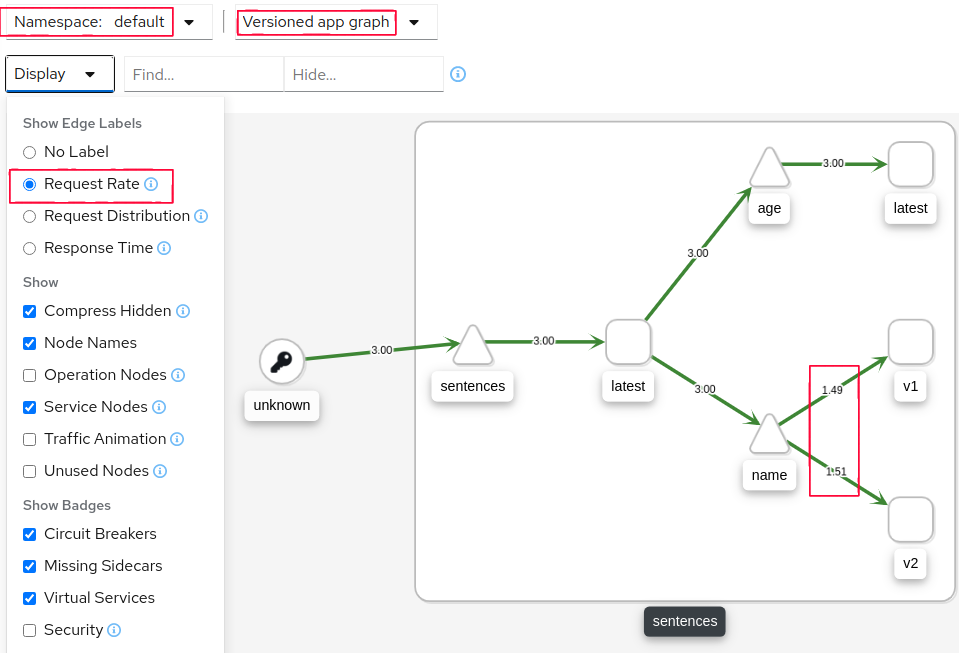 Namespace: default
Versioned app graph
Display
Find...
Hide...
Show Edge Labels
No Label
Request Rate
Request Distribution
Response Time
Show
Compress Hidden
Node Names
Operation Nodes
Service Nodes
Traffic Animation
Unused Nodes
Show Badges
Circuit Breakers
Missing Sidecars
Virtual Services
Security
3.00
age
latest
3.00
3.00
3.00
unknown
sentences
latest
3.00
1.49
v1
name
1.51
v2
sentences